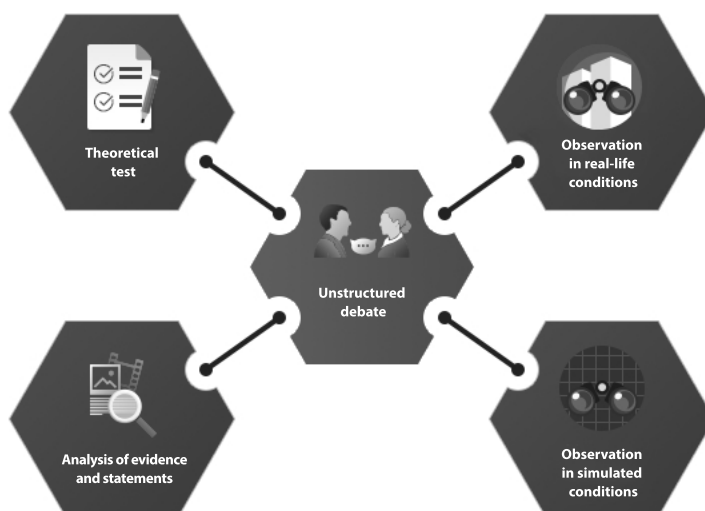 Theoretical
test
Observation
in real-life
conditions
Unstructured
debate
Analysis of evidence
and statements
Observation
in simulated
conditions